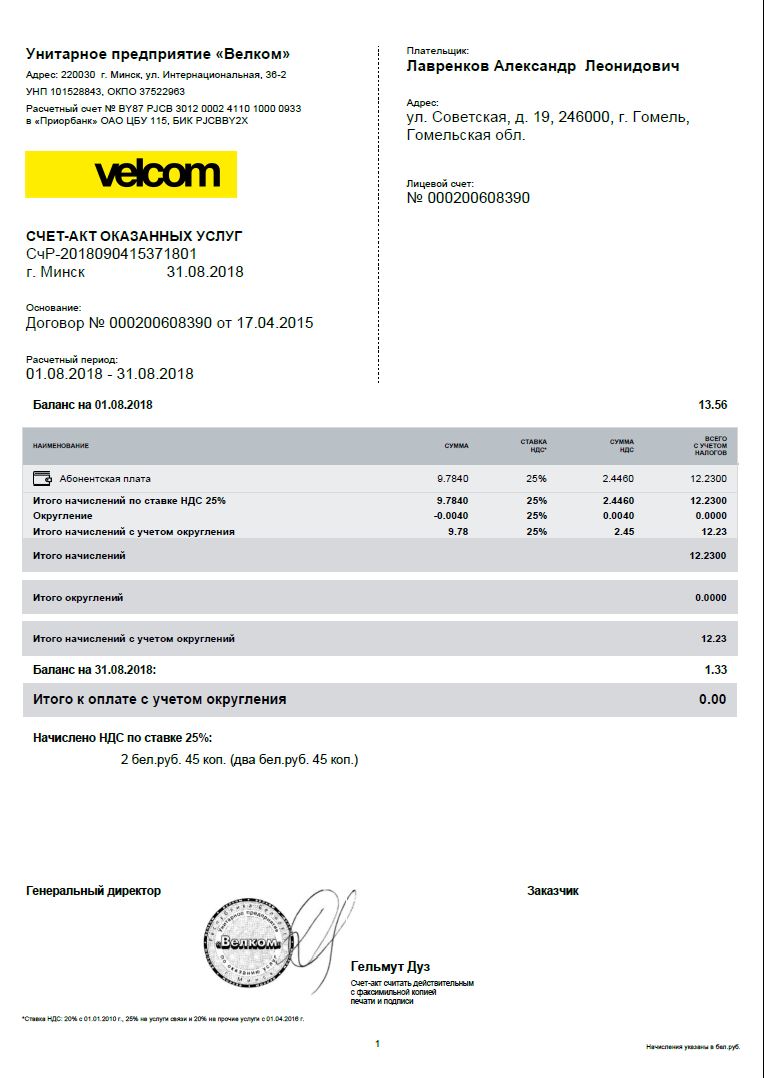 Унитарное предприятие «Велком»
Адрес: 220030 г. Минск, ул. Интернациональная, 36-2
УНП 101528843, ОКПО 37522963
Расчетный счет № BY87 PJCB 3012 0002 4110 1000 0933
в «Приорбанк» ОАО ЦБУ 115, БИК PJCBBY2X
velcom
СЧЕТ-АКТ ОКАЗАННЫХ УСЛУГ
СчР-2018090415371801
г. Минск 31.08.2018
Основание:
Договор № 000200608390 от 17.04.2015
Расчетный период:
01.08.2018 - 31.08.2018
Плательщик:
Лавренков Александр Леонидович
Адрес:
ул. Советская, д. 19, 246000, г. Гомель,
Гомельская обл.
Лицевой счет:
№ 000200608390
Баланс на 01.08.2018 13.56
НАИМЕНОВАНИЕ СУММА СТАВКА НДС* СУММА НДС ВСЕГО С УЧЕТОМ НАЛОГОВ
Абонентская плата 9.7840 25% 2.4460 12.2300
Итого начислений по ставке НДС 25% 9.7840 25% 2.4460 12.2300
Округление -0.0040 25% 0.0040 0.0000
Итого начислений с учетом округления 9.78 25% 2.45 12.23
Итого начислений 12.2300
Итого округлений 0.0000
Итого начислений с учетом округлений 12.23
Баланс на 31.08.2018: 1.33
Итого к оплате с учетом округления 0.00
Начислено НДС по ставке 25%:
2 бел.руб. 45 коп. (два бел.руб. 45 коп.)
Генеральный директор Заказчик
Унитарное предприятие
«Велком»
по оказанию услуг
Гельмут Дуз
Счет-акт считать действительным
с факсимильной копией
печати и подписи
*Ставка НДС: 20% с 01.01.2010 г., 25% на услуги связи и 20% на прочие услуги с 01.04.2016 г.
1
Начисления указаны в бел.руб.